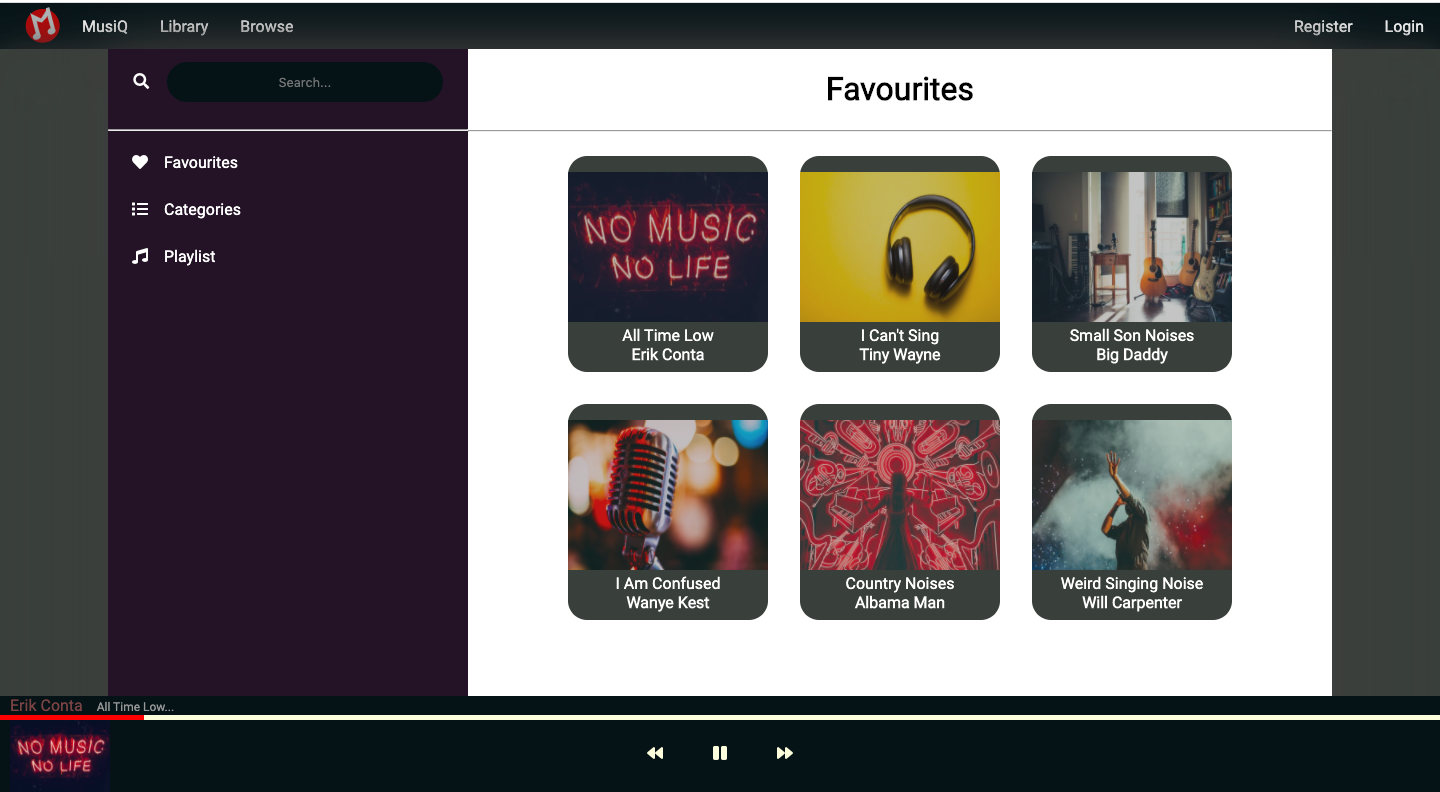 MusiQ
Library
Browse
Register
Login
Search...
Favourites
Favourites
Categories
Playlist
NO MUSIC
NO LIFE
All Time Low
Erik Conta
I Can't Sing
Tiny Wayne
Small Son Noises
Big Daddy
I Am Confused
Wanye Kest
Country Noises
Albama Man
Weird Singing Noise
Will Carpenter
Erik Conta
All Time Low...
NO MUSIC
NO LIFE